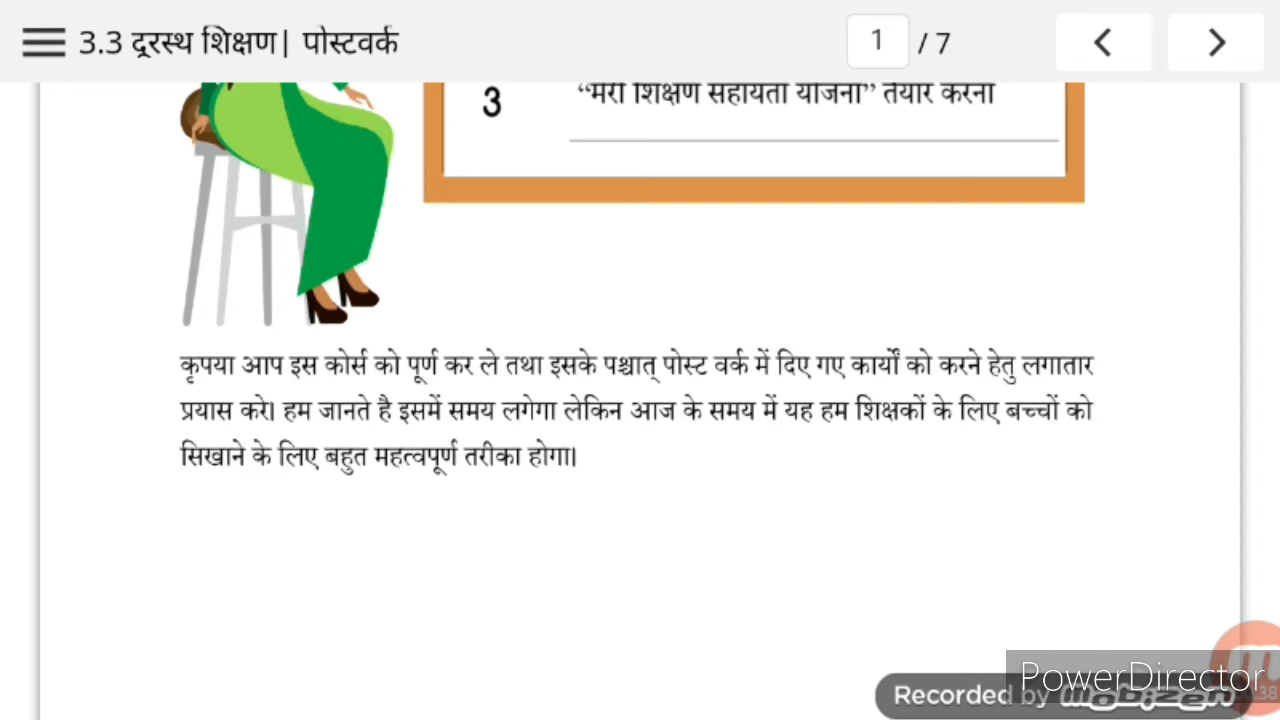 3.3 दूरस्थ शिक्षण| पोस्टवर्क
1 / 7
3 “मेरी शिक्षण सहायता योजना” तैयार करना
कृपया आप इस कोर्स को पूर्ण कर ले तथा इसके पश्चात् पोस्ट वर्क में दिए गए कार्यों को करने हेतु लगातार
प्रयास करे। हम जानते है इसमें समय लगेगा लेकिन आज के समय में यह हम शिक्षकों के लिए बच्चों को
सिखाने के लिए बहुत महत्वपूर्ण तरीका होगा।
PowerDirector
Recorded by mobizen